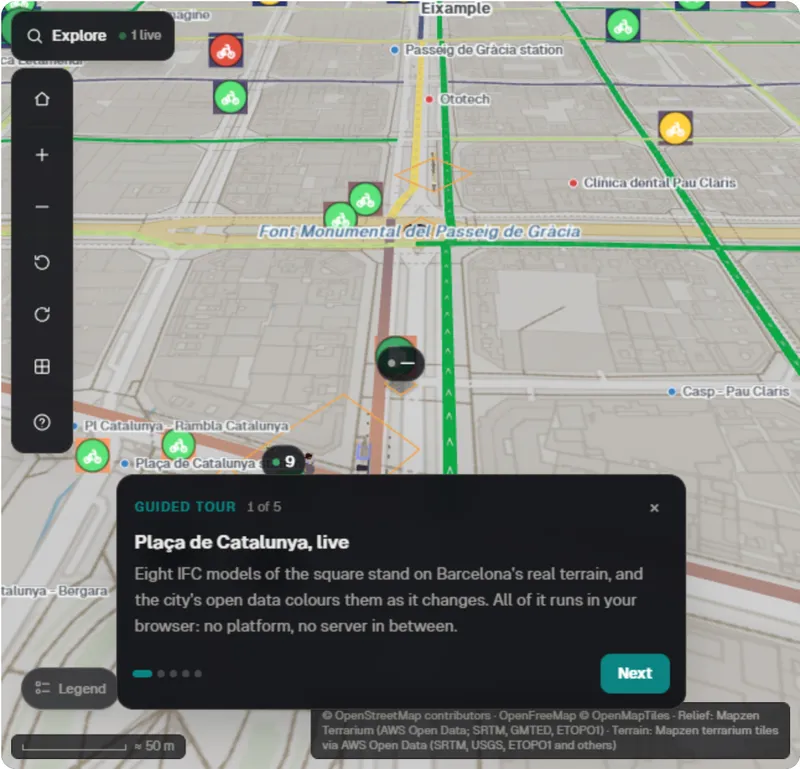 Eixample
Explore
1 live
Passeig de Gràcia station
Ototech
Clínica dental Pau Claris
Font Monumental del Passeig de Gràcia
Casp - Pau Claris
Pl Catalunya - Rambla Catalunya
Plaça de Catalunya
9
GUIDED TOUR 1 of 5
Plaça de Catalunya, live
Eight IFC models of the square stand on Barcelona's real terrain, and
the city's open data colours them as it changes. All of it runs in your
browser: no platform, no server in between.
Bergara
Next
Legend
© OpenStreetMap contributors · OpenFreeMap © OpenMapTiles · Relief: Mapzen
Terrarium (AWS Open Data; SRTM, GMTED, ETOPO1) · Terrain: Mapzen terrarium tiles
via AWS Open Data (SRTM, USGS, ETOPO1 and others)
≈ 50 m